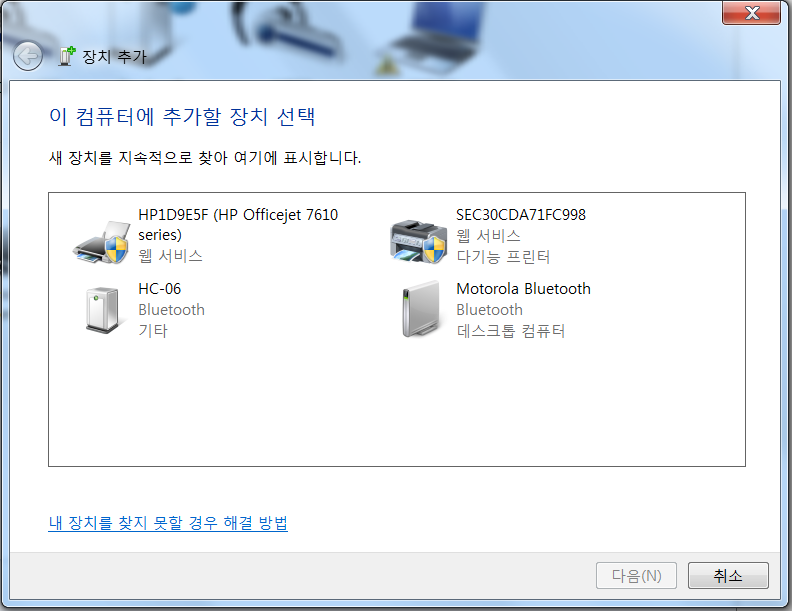 장치 추가
이 컴퓨터에 추가할 장치 선택
새 장치를 지속적으로 찾아 여기에 표시합니다.
HP1D9E5F (HP Officejet 7610
series)
웹 서비스
SEC30CDA71FC998
웹 서비스
다기능 프린터
HC-06
Bluetooth
기타
Motorola Bluetooth
Bluetooth
데스크톱 컴퓨터
내 장치를 찾지 못할 경우 해결 방법
다음(N)
취소